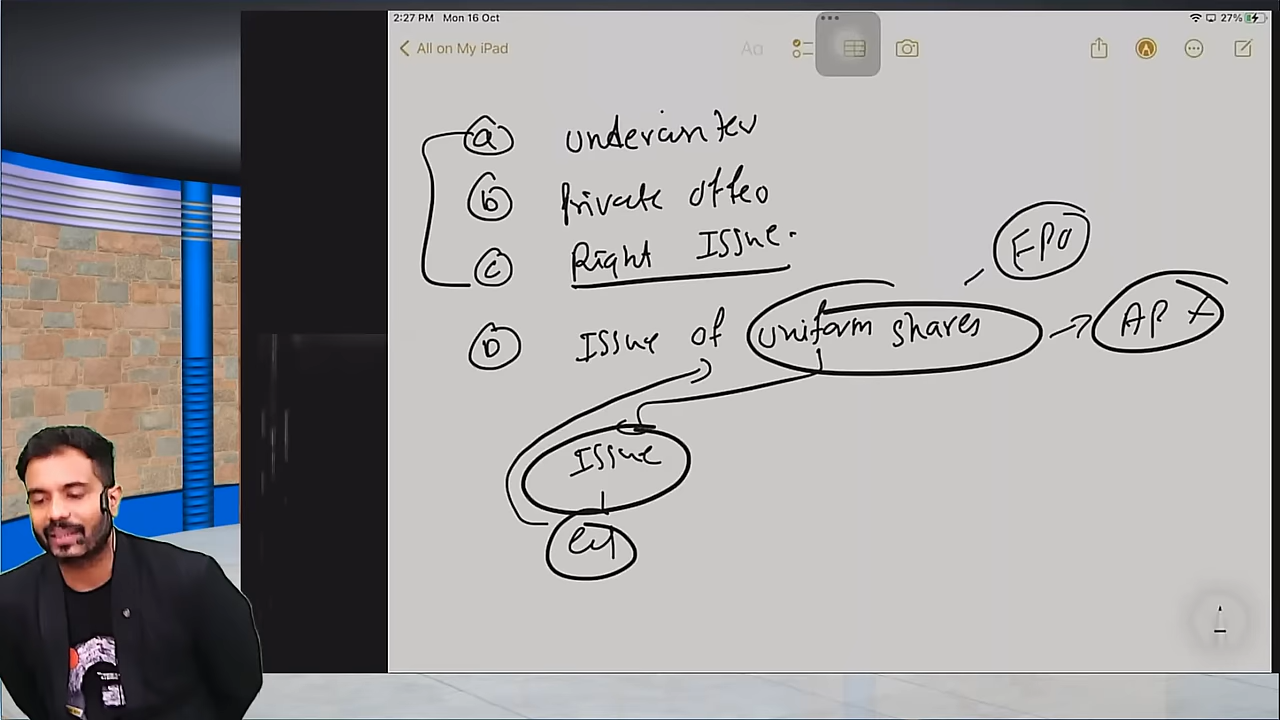 2:27 PM Mon 16 Oct
27%
All on My iPad
Aa
a underwriter
b Private offer
c Right Issue.
FPO
D Issue of uniform shares
AP X
Issue